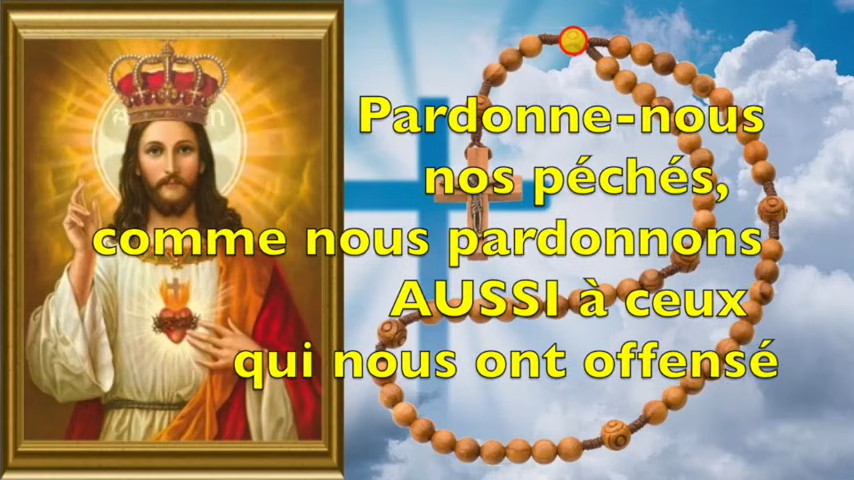 Pardonne-nous
nos péchés,
comme nous pardonnons
AUSSI à ceux
qui nous ont offensé